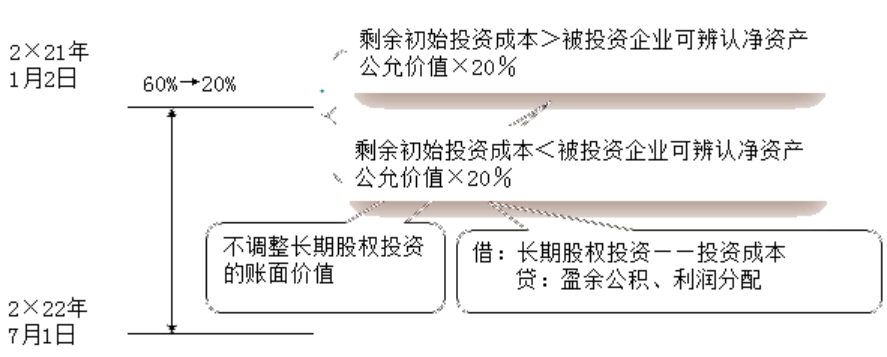 2×21年
1月2日
60%→20%
剩余初始投资成本＞被投资企业可辨认净资产
公允价值×20%
剩余初始投资成本＜被投资企业可辨认净资产
公允价值×20%
不调整长期股权投资
的账面价值
借：长期股权投资——投资成本
贷：盈余公积、利润分配
2×22年
7月1日